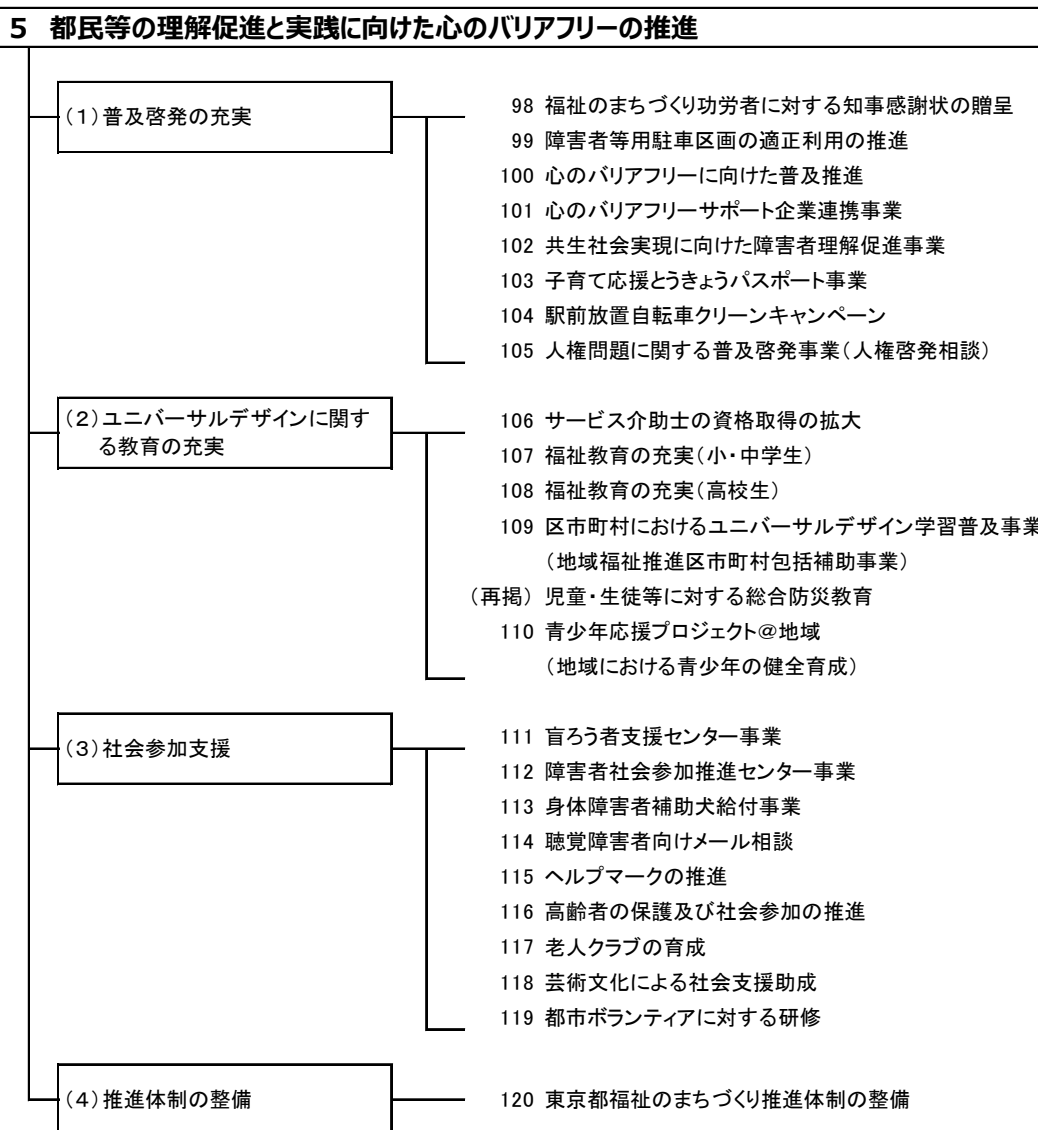 5 都民等の理解促進と実践に向けた心のバリアフリーの推進
(1)普及啓発の充実
98 福祉のまちづくり功労者に対する知事感謝状の贈呈
99 障害者等用駐車区画の適正利用の推進
100 心のバリアフリーに向けた普及推進
101 心のバリアフリーサポート企業連携事業
102 共生社会実現に向けた障害者理解促進事業
103 子育て応援とうきょうパスポート事業
104 駅前放置自転車クリーンキャンペーン
105 人権問題に関する普及啓発事業(人権啓発相談)
(2)ユニバーサルデザインに関す
る教育の充実
106 サービス介助士の資格取得の拡大
107 福祉教育の充実(小・中学生)
108 福祉教育の充実(高校生)
109 区市町村におけるユニバーサルデザイン学習普及事業
(地域福祉推進区市町村包括補助事業)
(再掲) 児童・生徒等に対する総合防災教育
110 青少年応援プロジェクト@地域
(地域における青少年の健全育成)
(3)社会参加支援
111 盲ろう者支援センター事業
112 障害者社会参加推進センター事業
113 身体障害者補助犬給付事業
114 聴覚障害者向けメール相談
115 ヘルプマークの推進
116 高齢者の保護及び社会参加の推進
117 老人クラブの育成
118 芸術文化による社会支援助成
119 都市ボランティアに対する研修
(4)推進体制の整備
120 東京都福祉のまちづくり推進体制の整備